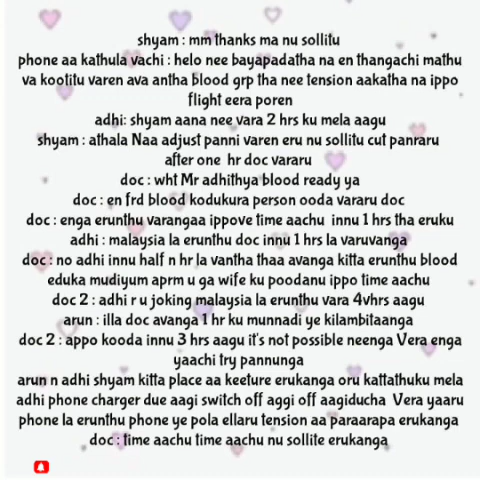 shyam : mm thanks ma nu sollitu
phone aa kathula vachi : helo nee bayapadatha na en thangachi mathu
va kootitu varen ava antha blood grp tha nee tension aakatha na ippo
flight eera poren
adhi: shyam aana nee vara 2 hrs ku mela aagu
shyam : athala Naa adjust panni varen eru nu sollitu cut panraru
after one hr doc vararu
doc : wht Mr adhithya blood ready ya
doc : en frd blood kodukura person ooda vararu doc
doc : enga erunthu varangaa ippove time aachu innu 1 hrs tha eruku
adhi : malaysia la erunthu doc innu 1 hrs la varuvanga
doc : no adhi innu half n hr la vantha thaa avanga kitta erunthu blood
eduka mudiyum aprm u ga wife ku poodanu ippo time aachu
doc 2 : adhi r u joking malaysia la erunthu vara 4vhrs aagu
arun : illa doc avanga 1 hr ku munnadi ye kilambitaanga
doc 2 : appo kooda innu 3 hrs aagu it's not possible neenga Vera enga
yaachi try pannunga
arun n adhi shyam kitta place aa keeture erukanga oru kattathuku mela
adhi phone charger due aagi switch off aggi off aagiducha Vera yaaru
phone la erunthu phone ye pola ellaru tension aa paraarapa erukanga
doc : time aachu time aachu nu sollite erukanga